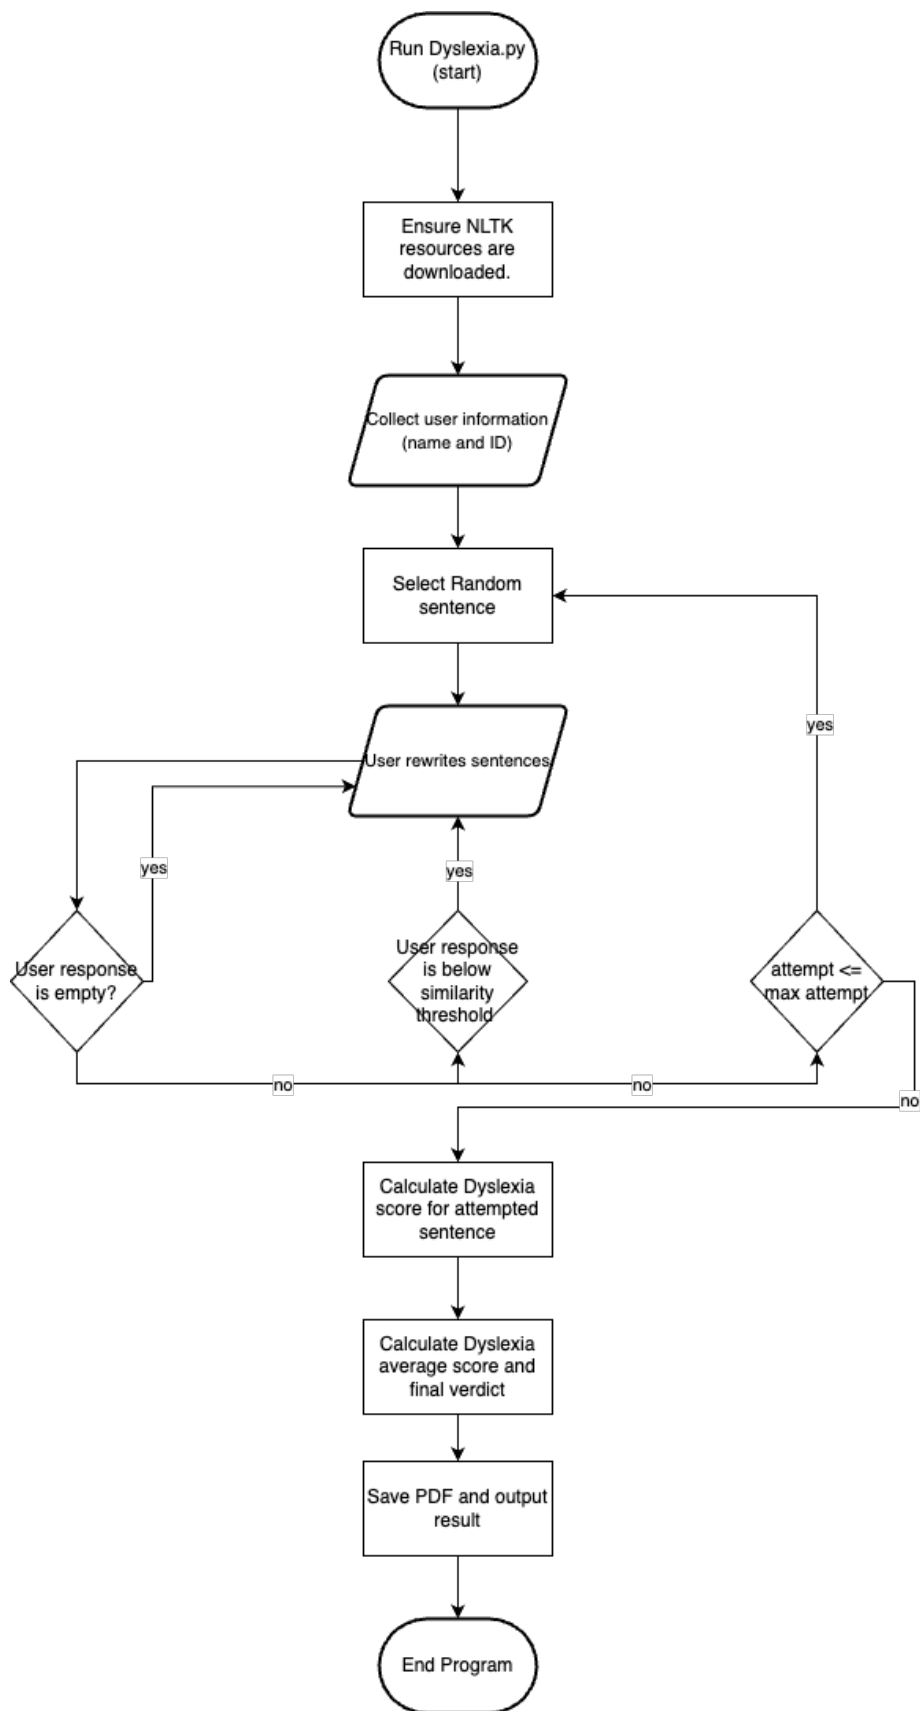 Run Dyslexia.py
(start)
Ensure NLTK
resources are
downloaded.
Collect user information
(name and ID)
Select Random
sentence
yes
User rewrites sentences
yes
yes
User response
is empty?
User response
is below
similarity
threshold
attempt <=
max attempt
no
no
no
Calculate Dyslexia
score for attempted
sentence
Calculate Dyslexia
average score and
final verdict
Save PDF and output
result
End Program